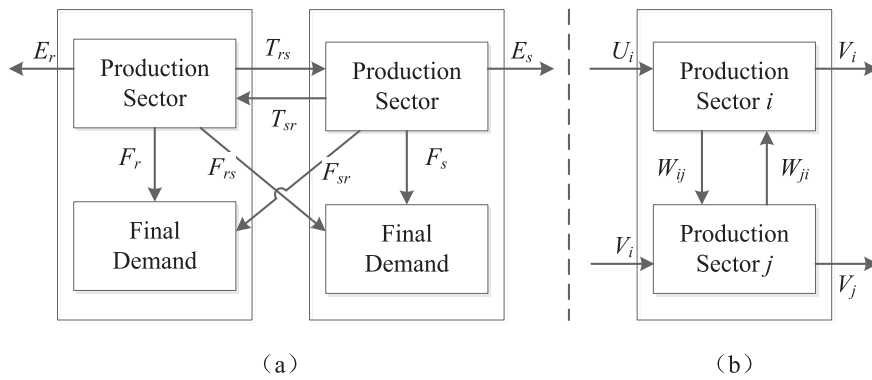 E_r
Production
Sector
T_rs
T_sr
Production
Sector
E_s
F_r
F_rs
F_sr
F_s
Final
Demand
Final
Demand
(a)
U_i
Production
Sector i
V_i
W_ij
W_ji
V_i
Production
Sector j
V_j
(b)